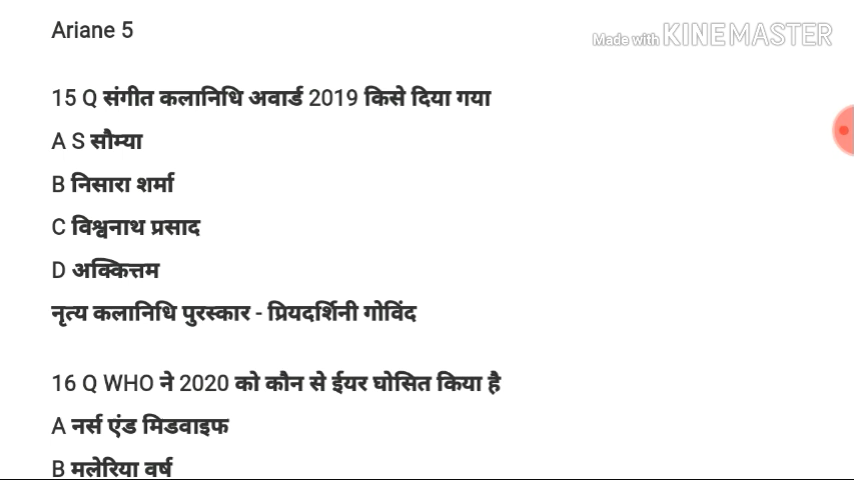 Ariane 5
Made with KINEMASTER
15 Q संगीत कलानिधि अवार्ड 2019 किसे दिया गया
A S सौम्या
B निसारा शर्मा
C विश्वनाथ प्रसाद
D अक्कित्तम
नृत्य कलानिधि पुरस्कार - प्रियदर्शिनी गोविंद
16 Q WHO ने 2020 को कौन से ईयर घोसित किया है
A नर्स एंड मिडवाइफ
B मलेरिया वर्ष